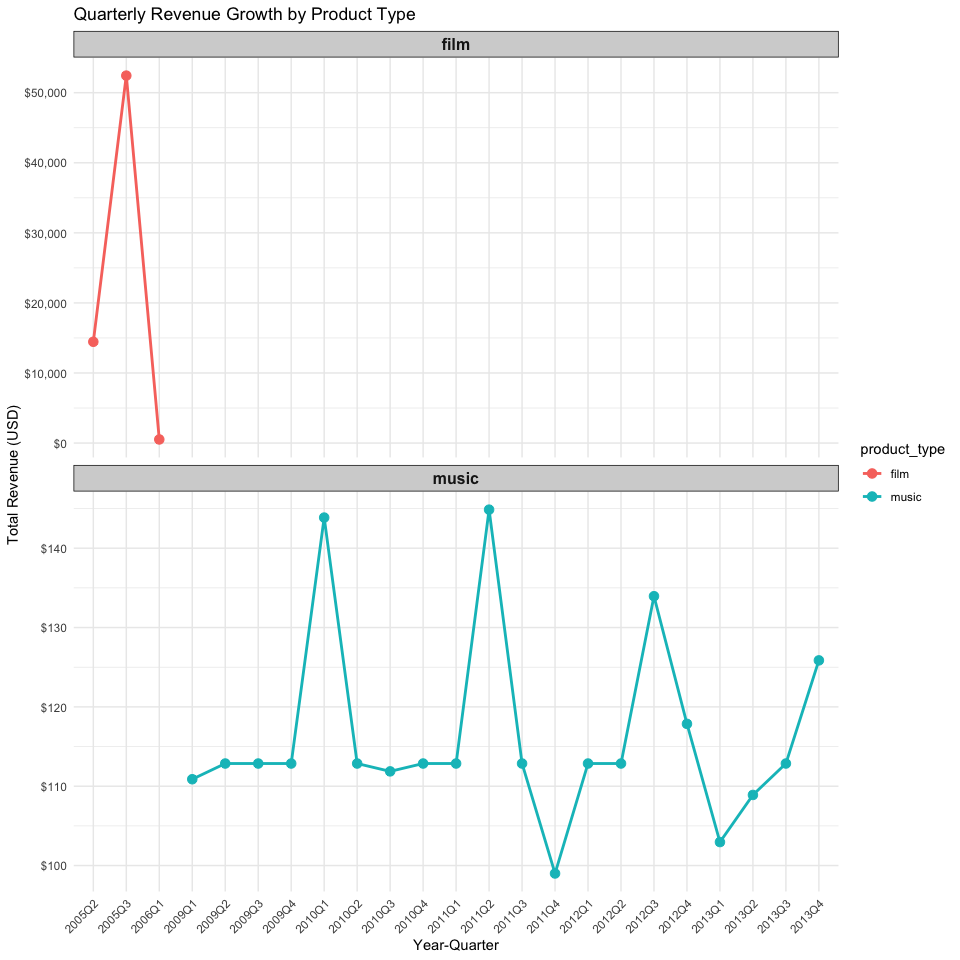 Quarterly Revenue Growth by Product Type
film
$50,000
$40,000
$30,000
$20,000
$10,000
$0
music
$140
$130
$120
$110
$100
Total Revenue (USD)
2005Q2
2005Q3
2006Q1
2009Q1
2009Q2
2009Q3
2009Q4
2010Q1
2010Q2
2010Q3
2010Q4
2011Q1
2011Q2
2011Q3
2011Q4
2012Q1
2012Q2
2012Q3
2012Q4
2013Q1
2013Q2
2013Q3
2013Q4
Year-Quarter
product_type
film
music